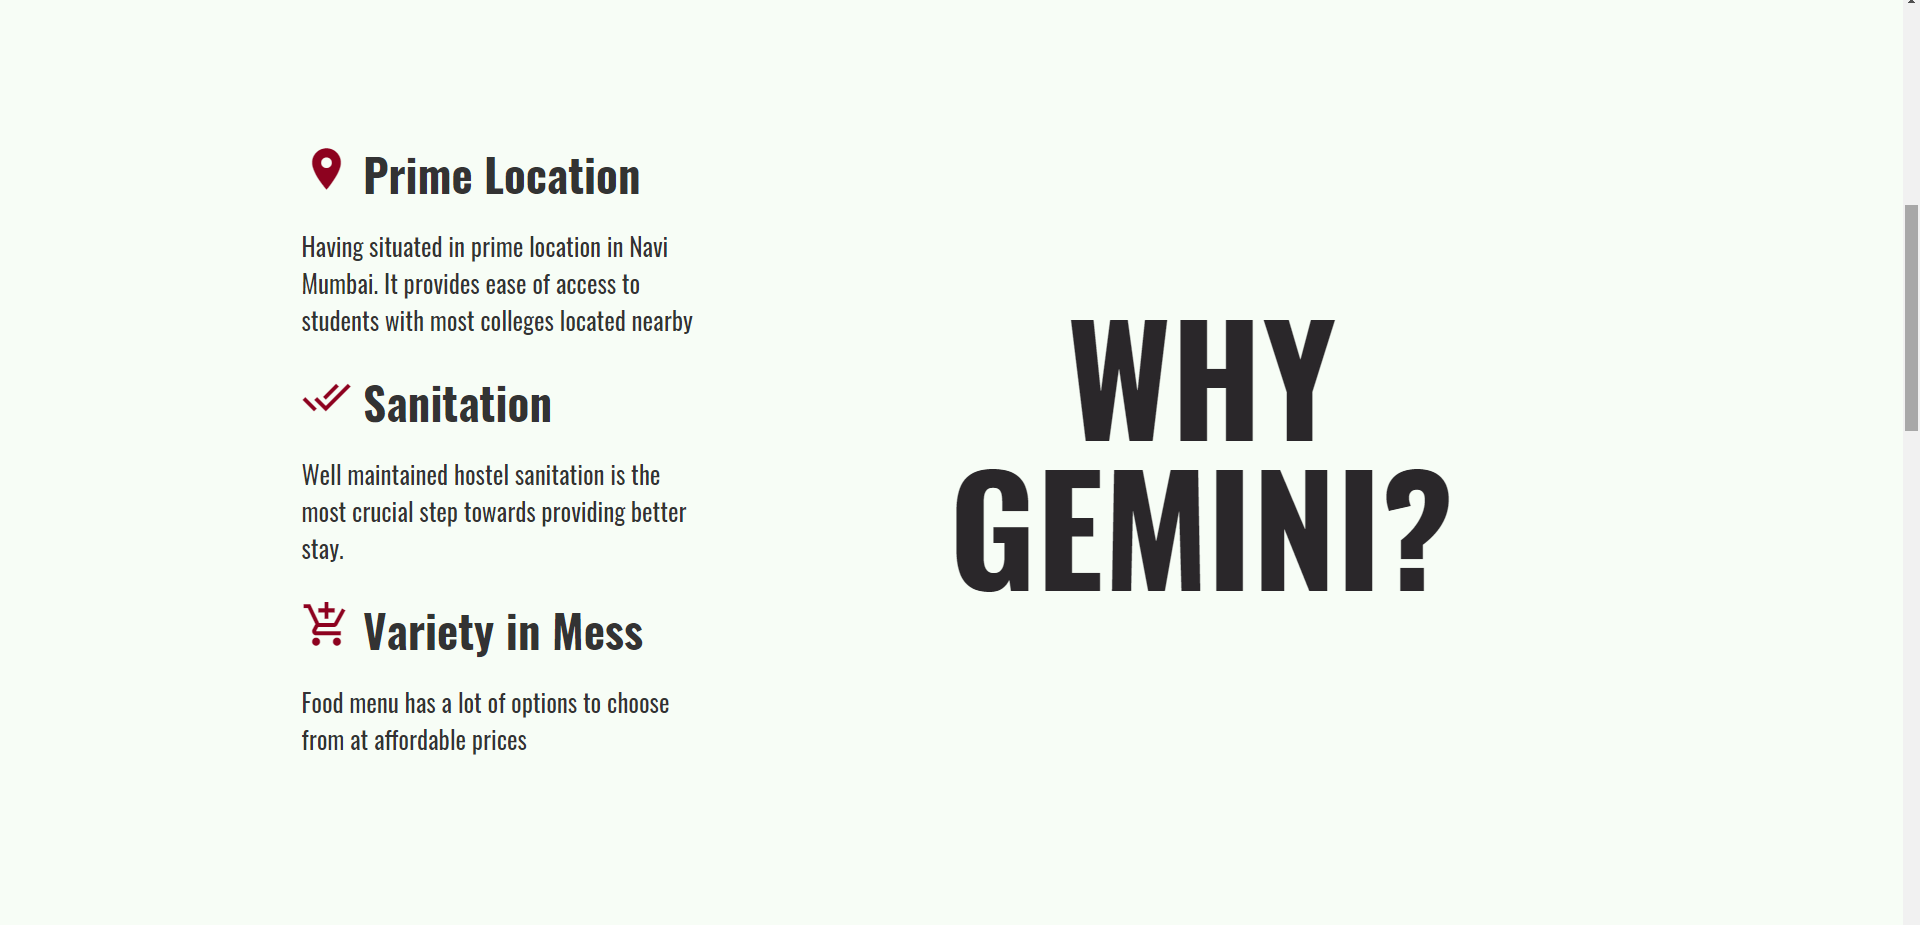 Prime Location
Having situated in prime location in Navi
Mumbai. It provides ease of access to
students with most colleges located nearby
Sanitation
Well maintained hostel sanitation is the
most crucial step towards providing better
stay.
Variety in Mess
Food menu has a lot of options to choose
from at affordable prices
WHY
GEMINI?